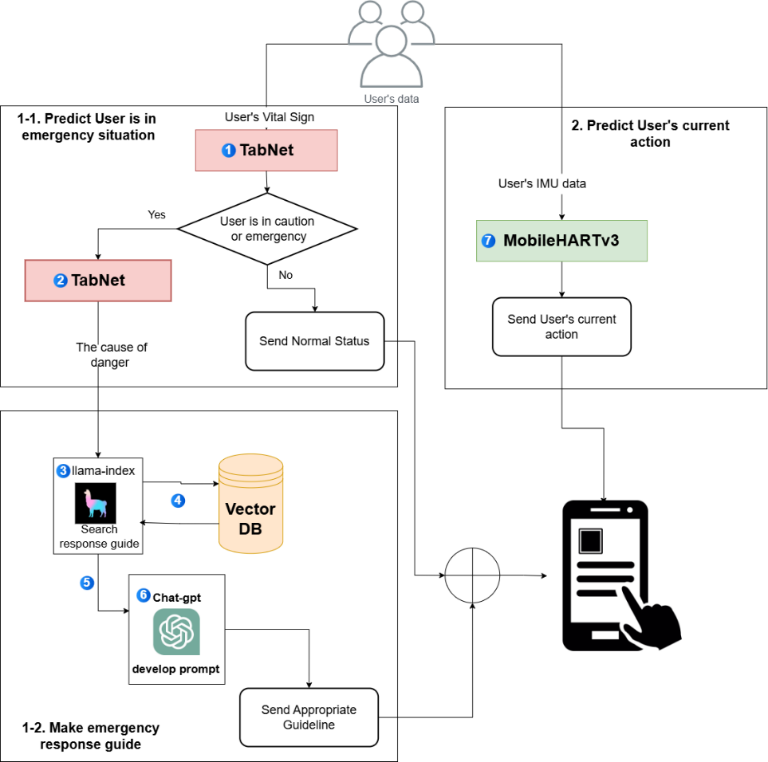 User's data
1-1. Predict User is in
emergency situation
User's Vital Sign
1 TabNet
User is in caution
or emergency
Yes
No
2 TabNet
Send Normal Status
The cause of
danger
2. Predict User's current
action
User's IMU data
7 MobileHARTv3
Send User's current
action
3 llama-index
Search
response guide
4
Vector
DB
5
6 Chat-gpt
develop prompt
Send Appropriate
Guideline
1-2. Make emergency
response guide